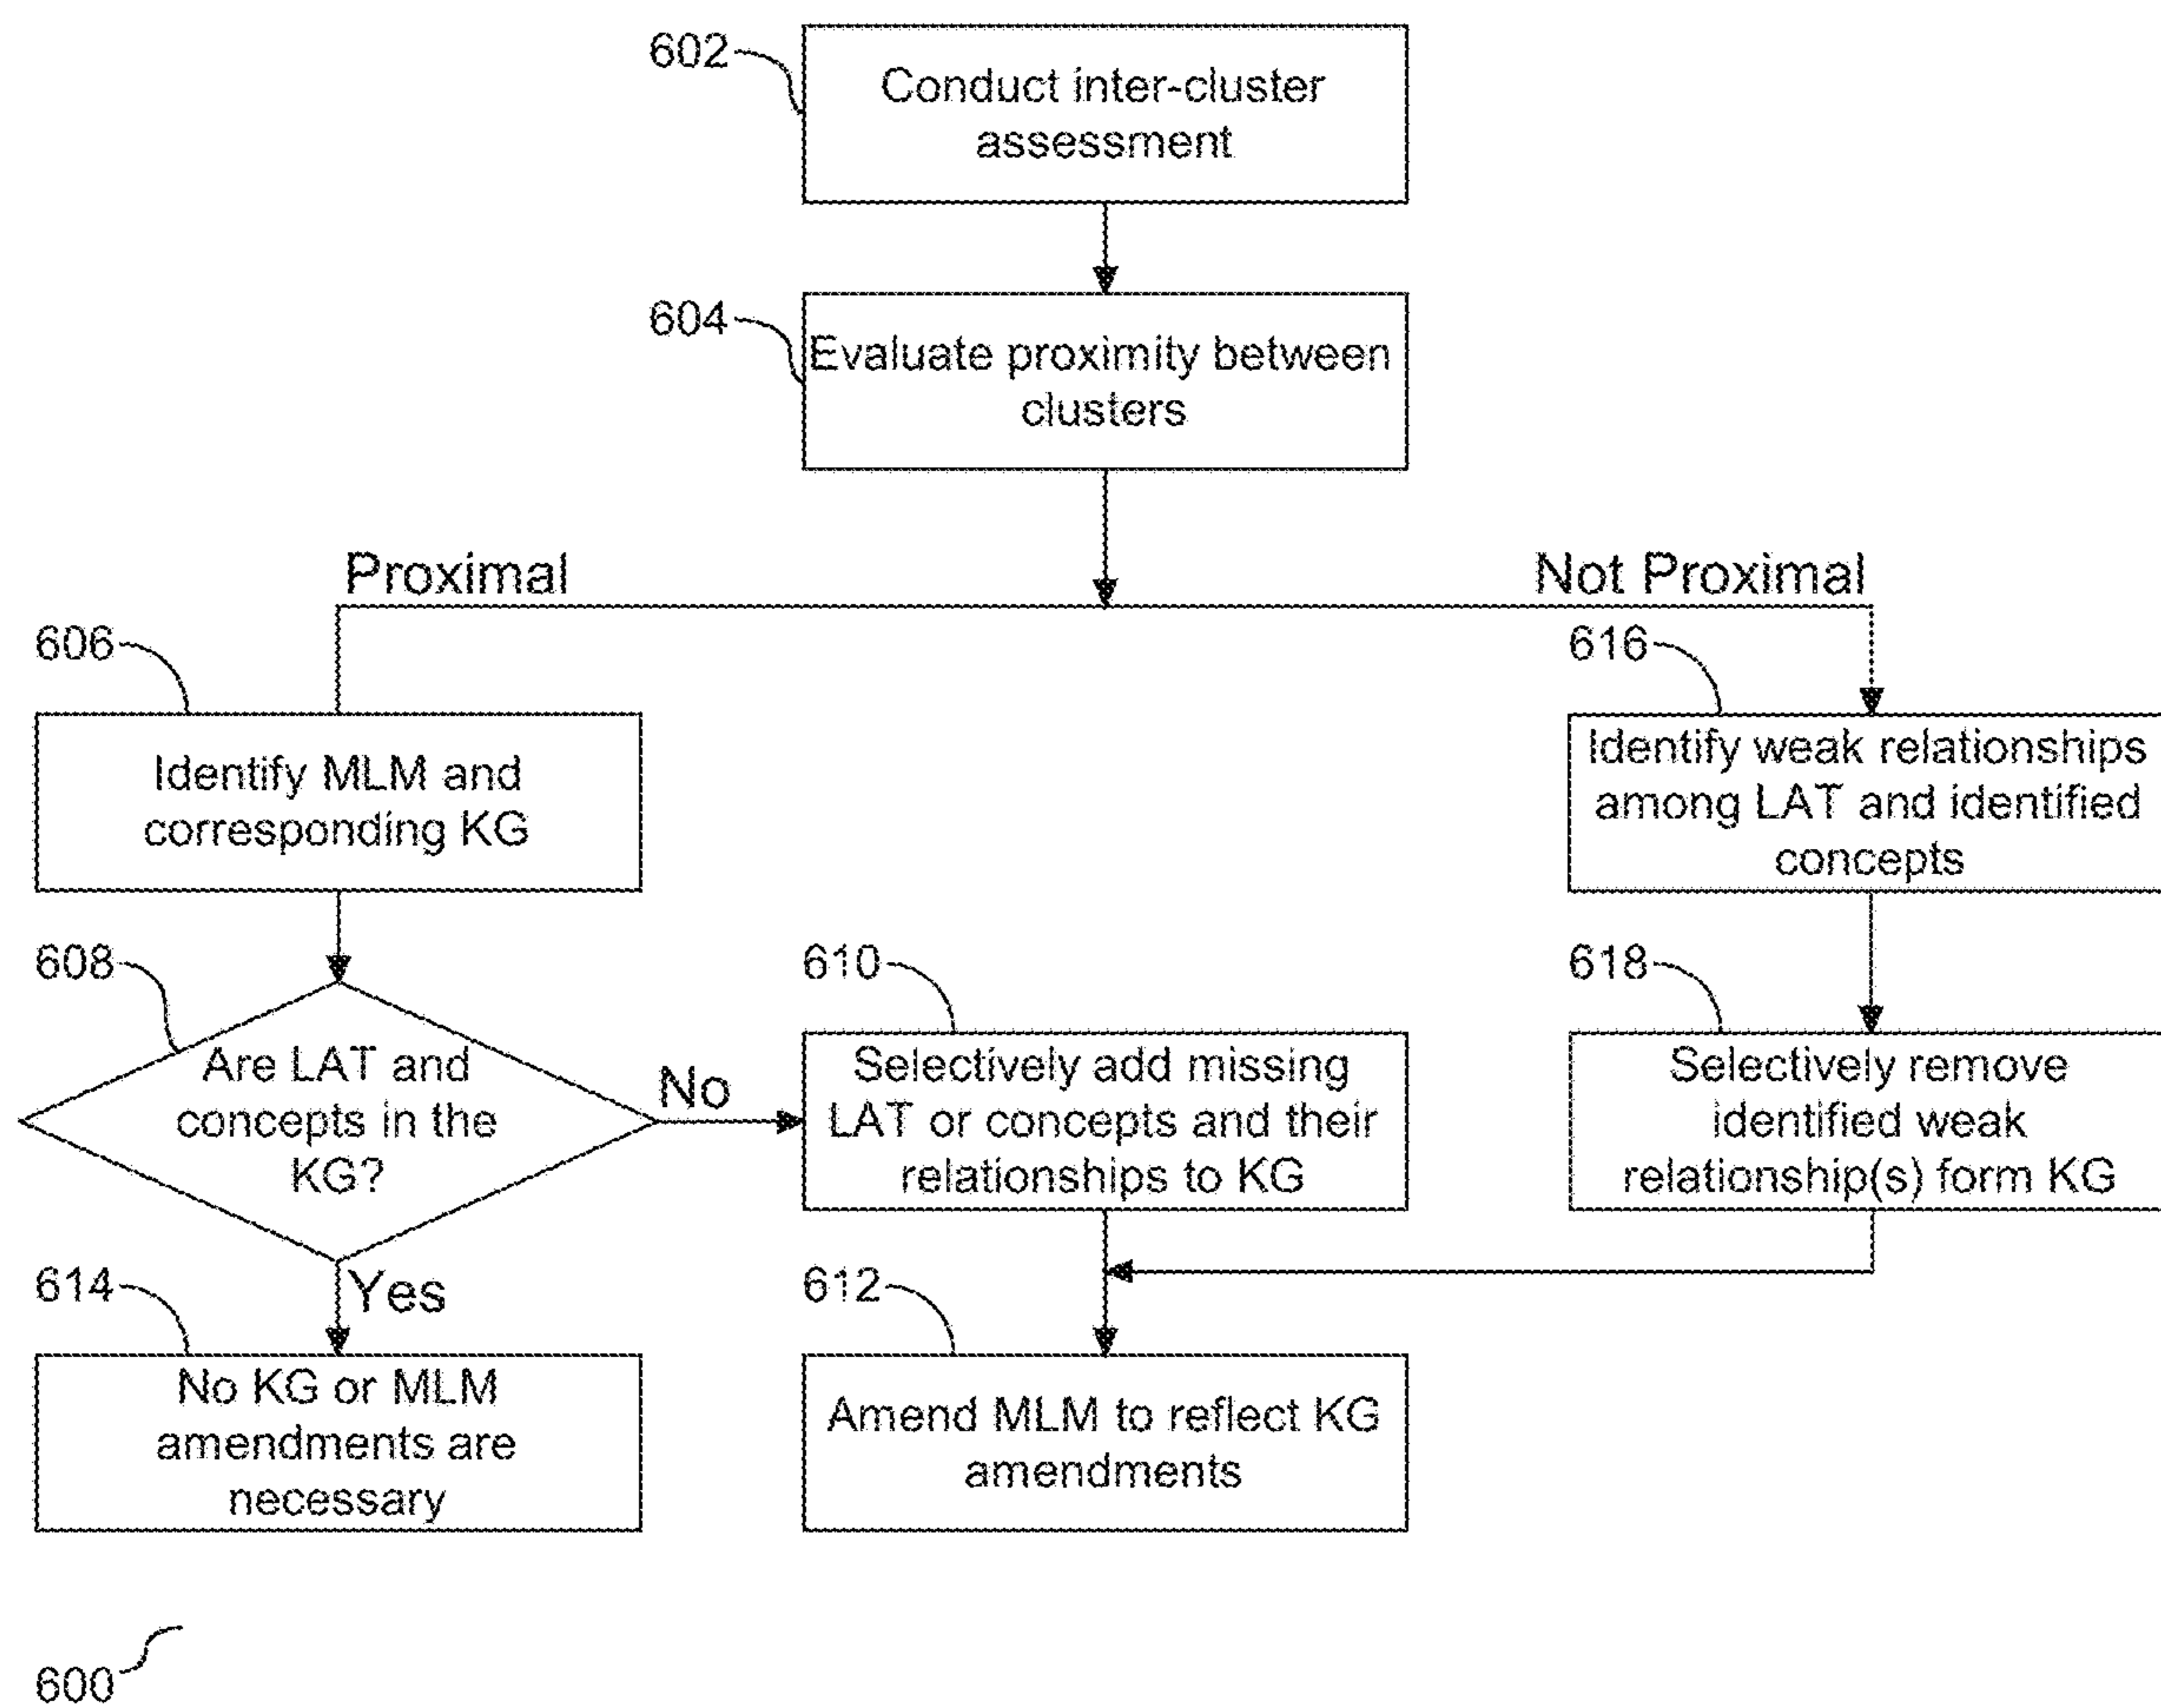 602
Conduct inter-cluster
assessment
604
Evaluate proximity between
clusters
Proximal
Not Proximal
606
Identify MLM and
corresponding KG
616
Identify weak relationships
among LAT and identified
concepts
608
Are LAT and
concepts in the
KG?
No
610
Selectively add missing
LAT or concepts and their
relationships to KG
618
Selectively remove
identified weak
relationship(s) form KG
Yes
614
No KG or MLM
amendments are
necessary
612
Amend MLM to reflect KG
amendments
600